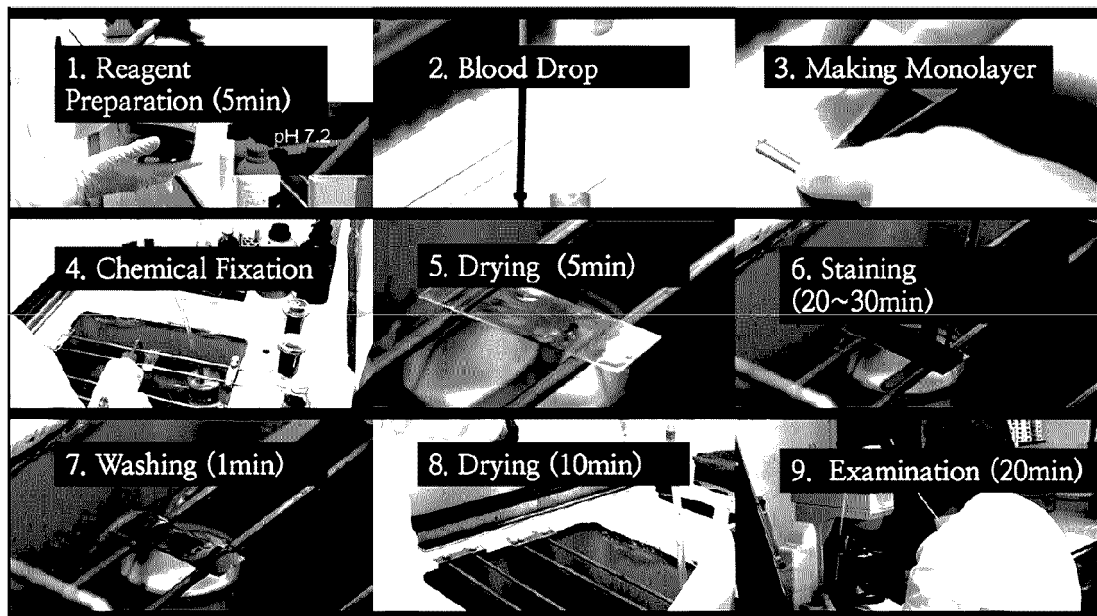 1. Reagent
Preparation (5min)
pH 7.2
2. Blood Drop
3. Making Monolayer
4. Chemical Fixation
5. Drying (5min)
6. Staining
(20~30min)
7. Washing (1min)
8. Drying (10min)
9. Examination (20min)